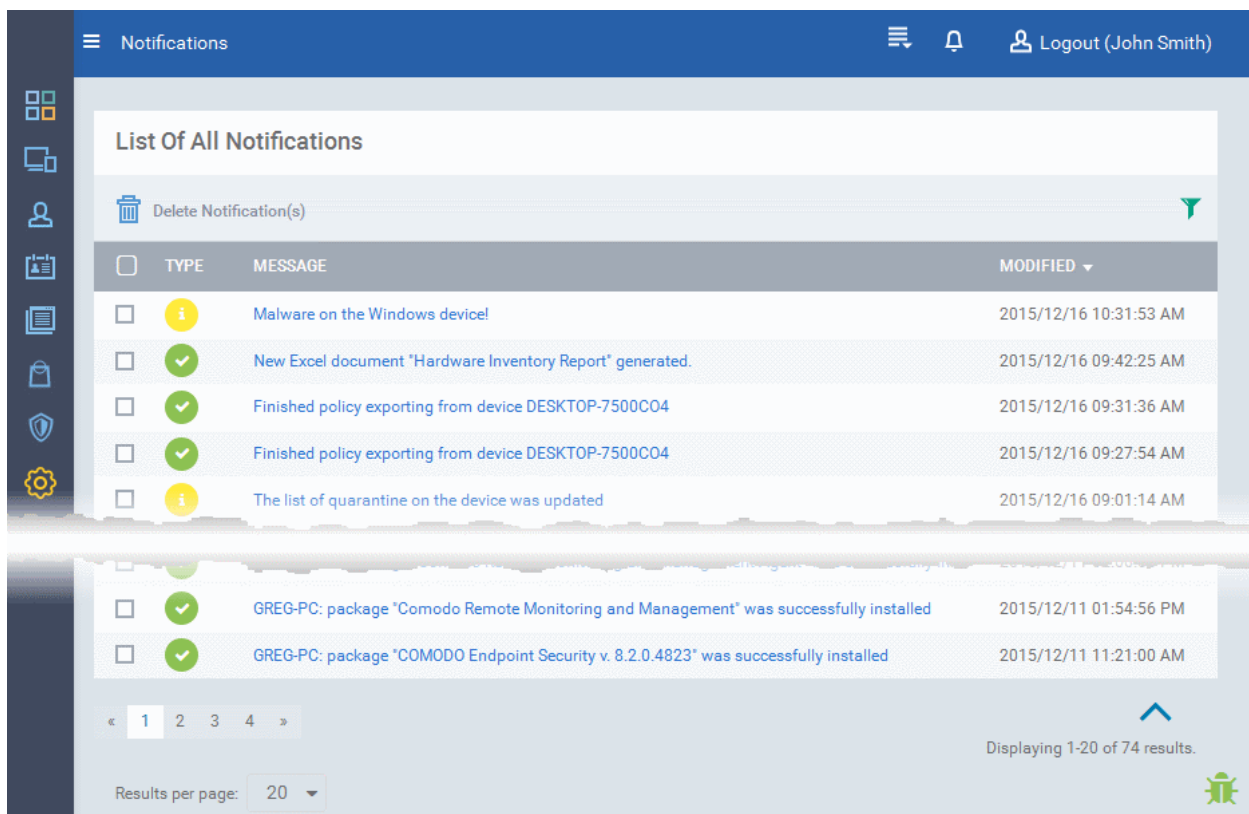 Notifications
Logout (John Smith)
List Of All Notifications
Delete Notification(s)
TYPE MESSAGE MODIFIED
Malware on the Windows device! 2015/12/16 10:31:53 AM
New Excel document "Hardware Inventory Report" generated. 2015/12/16 09:42:25 AM
Finished policy exporting from device DESKTOP-7500CO4 2015/12/16 09:31:36 AM
Finished policy exporting from device DESKTOP-7500CO4 2015/12/16 09:27:54 AM
The list of quarantine on the device was updated 2015/12/16 09:01:14 AM
GREG-PC: package "Comodo Remote Monitoring and Management" was successfully installed 2015/12/11 01:54:56 PM
GREG-PC: package "COMODO Endpoint Security v. 8.2.0.4823" was successfully installed 2015/12/11 11:21:00 AM
« 1 2 3 4 »
Displaying 1-20 of 74 results.
Results per page: 20